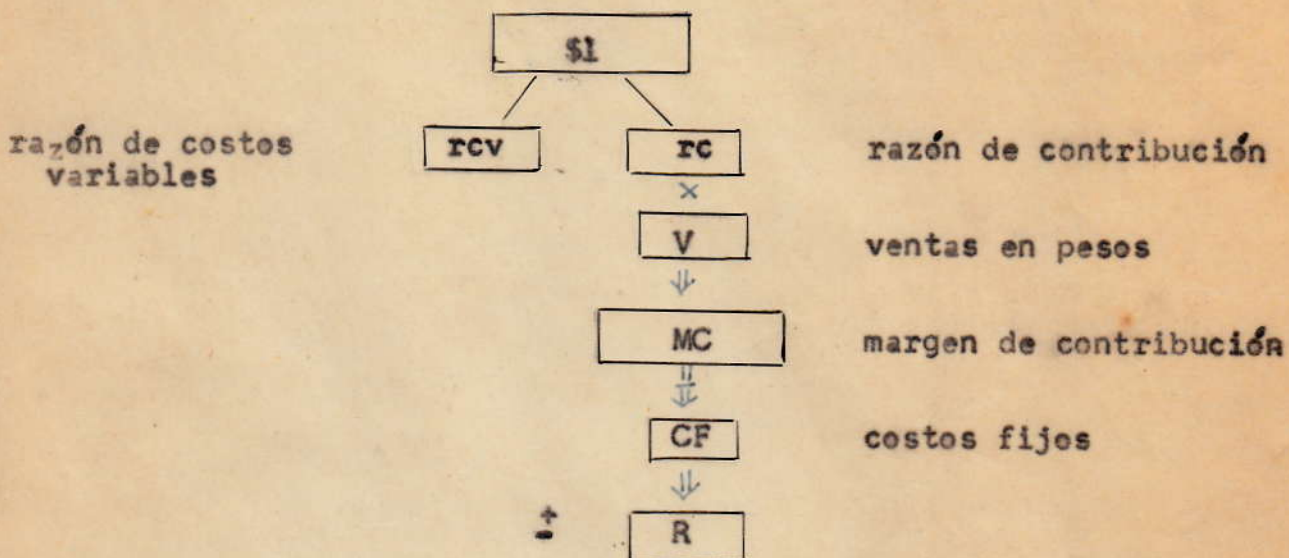 $1
razón de costos variables rcv rc razón de contribución
×
V ventas en pesos
MC margen de contribución
CF costos fijos
± R